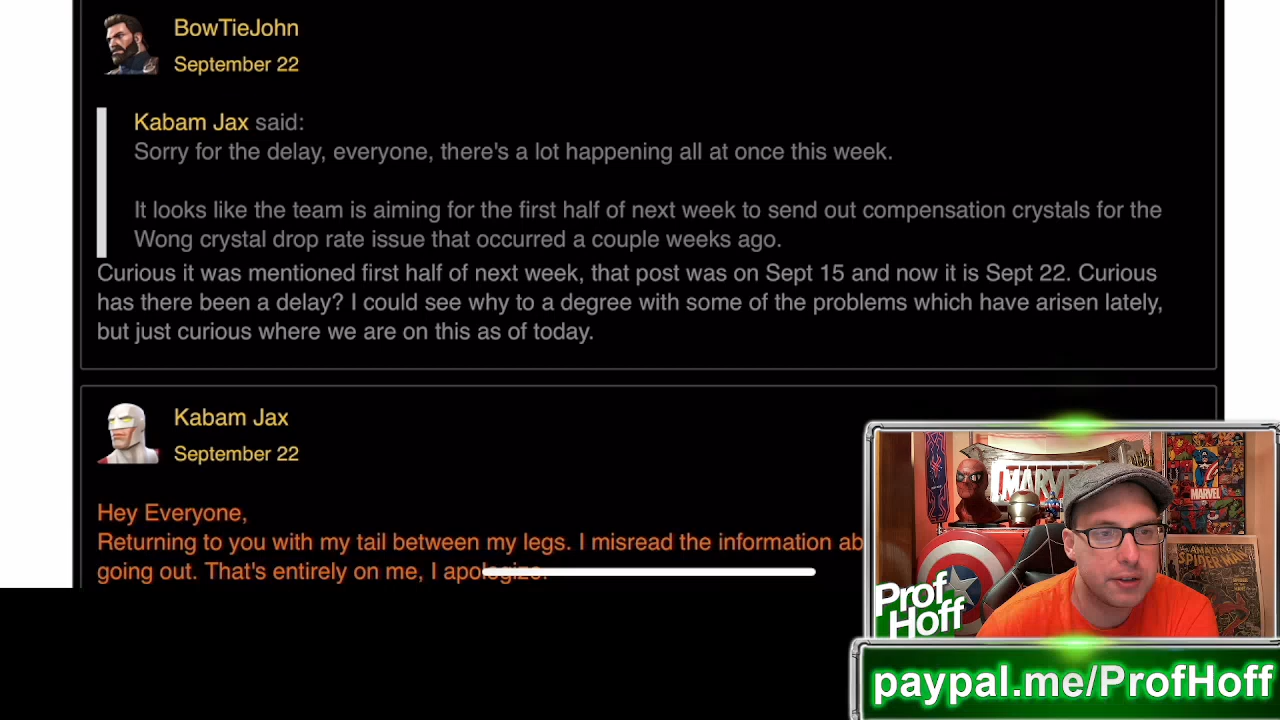 BowTieJohn
September 22
Kabam Jax said:
Sorry for the delay, everyone, there's a lot happening all at once this week.
It looks like the team is aiming for the first half of next week to send out compensation crystals for the
Wong crystal drop rate issue that occurred a couple weeks ago.
Curious it was mentioned first half of next week, that post was on Sept 15 and now it is Sept 22. Curious
has there been a delay? I could see why to a degree with some of the problems which have arisen lately,
but just curious where we are on this as of today.
Kabam Jax
September 22
Hey Everyone,
Returning to you with my tail between my legs. I misread the information ab
going out. That's entirely on me, I apologize.
MARVEL
MARVEL
AMAZING
SPIDER-MAN
Prof
Hoff
paypal.me/ProfHoff